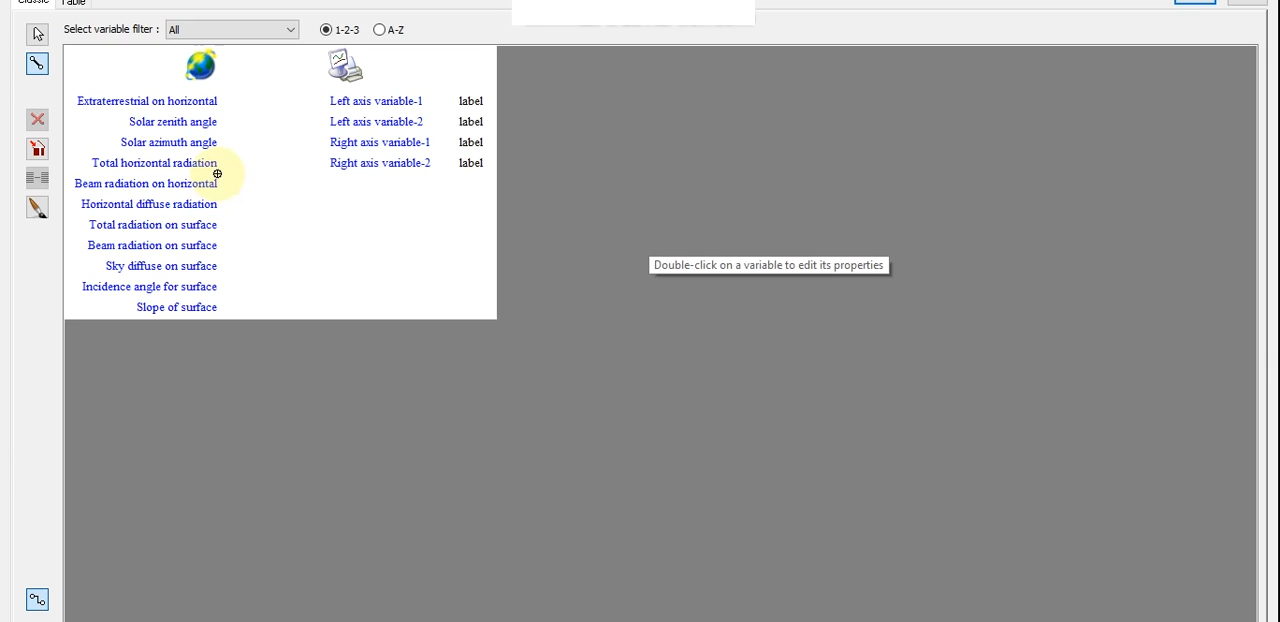 Classic Table
Select variable filter : All 1-2-3 A-Z
Extraterrestrial on horizontal Left axis variable-1 label
Solar zenith angle Left axis variable-2 label
Solar azimuth angle Right axis variable-1 label
Total horizontal radiation Right axis variable-2 label
Beam radiation on horizontal
Horizontal diffuse radiation
Total radiation on surface
Beam radiation on surface
Sky diffuse on surface Double-click on a variable to edit its properties
Incidence angle for surface
Slope of surface